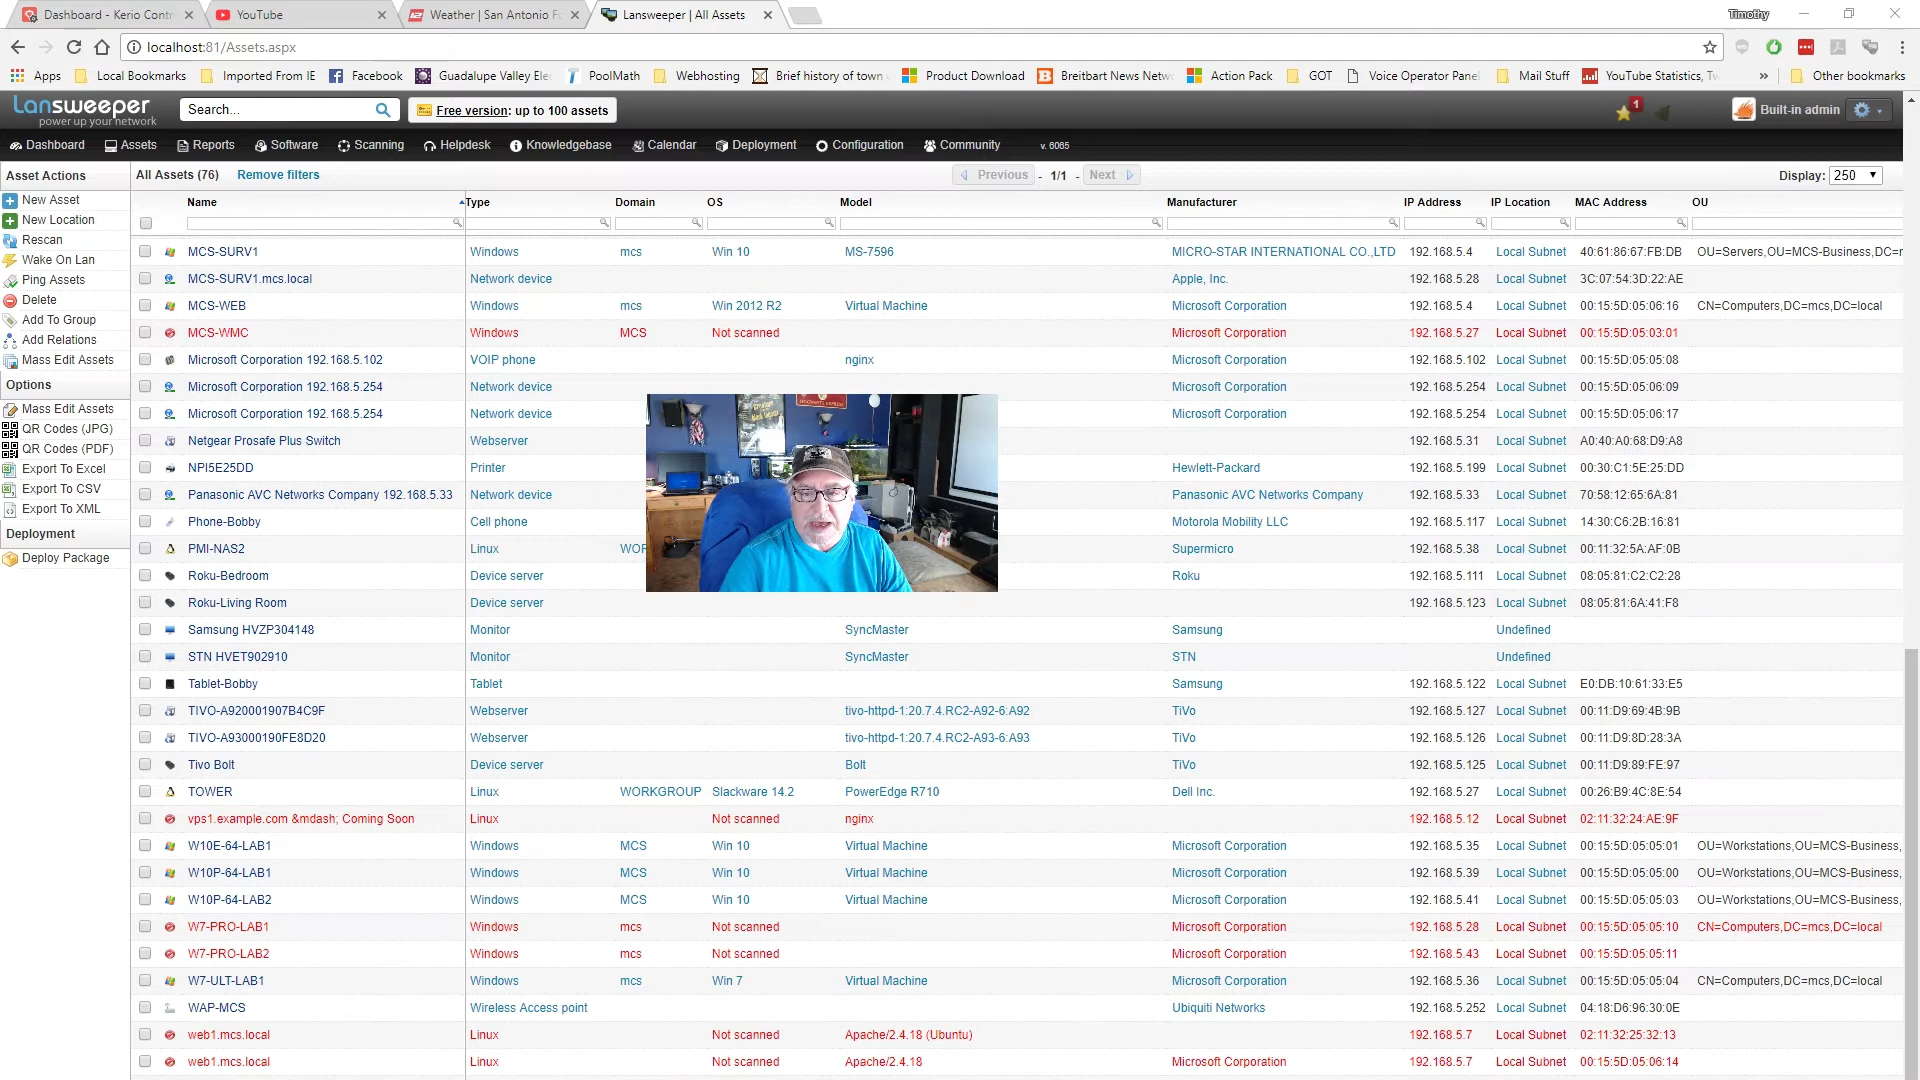 Dashboard - Kerio Contr
YouTube
Weather | San Antonio Fo
Lansweeper | All Assets
Timothy
localhost:81/Assets.aspx
Apps
Local Bookmarks
Imported From IE
Facebook
Guadalupe Valley Ele
PoolMath
Webhosting
Brief history of town
Product Download
Breitbart News Netw
Action Pack
GOT
Voice Operator Panel
Mail Stuff
YouTube Statistics, Tw
»
Other bookmarks
Lansweeper
power up your network
Search...
Free version: up to 100 assets
1
Built-in admin
Dashboard Assets Reports Software Scanning Helpdesk Knowledgebase Calendar Deployment Configuration Community v. 6065
Asset Actions
New Asset
New Location
Rescan
Wake On Lan
Ping Assets
Delete
Add To Group
Add Relations
Mass Edit Assets
Options
Mass Edit Assets
QR Codes (JPG)
QR Codes (PDF)
Export To Excel
Export To CSV
Export To XML
Deployment
Deploy Package
All Assets (76) Remove filters Previous - 1/1 - Next Display: 250
Name Type Domain OS Model Manufacturer IP Address IP Location MAC Address OU
MCS-SURV1 Windows mcs Win 10 MS-7596 MICRO-STAR INTERNATIONAL CO.,LTD 192.168.5.4 Local Subnet 40:61:86:67:FB:DB OU=Servers,OU=MCS-Business,DC=r
MCS-SURV1.mcs.local Network device Apple, Inc. 192.168.5.28 Local Subnet 3C:07:54:3D:22:AE
MCS-WEB Windows mcs Win 2012 R2 Virtual Machine Microsoft Corporation 192.168.5.4 Local Subnet 00:15:5D:05:06:16 CN=Computers,DC=mcs,DC=local
MCS-WMC Windows MCS Not scanned Microsoft Corporation 192.168.5.27 Local Subnet 00:15:5D:05:03:01
Microsoft Corporation 192.168.5.102 VOIP phone nginx Microsoft Corporation 192.168.5.102 Local Subnet 00:15:5D:05:05:08
Microsoft Corporation 192.168.5.254 Network device Microsoft Corporation 192.168.5.254 Local Subnet 00:15:5D:05:06:09
Microsoft Corporation 192.168.5.254 Network device Microsoft Corporation 192.168.5.254 Local Subnet 00:15:5D:05:06:17
Netgear Prosafe Plus Switch Webserver 192.168.5.31 Local Subnet A0:40:A0:68:D9:A8
NPI5E25DD Printer Hewlett-Packard 192.168.5.199 Local Subnet 00:30:C1:5E:25:DD
Panasonic AVC Networks Company 192.168.5.33 Network device Panasonic AVC Networks Company 192.168.5.33 Local Subnet 70:58:12:65:6A:81
Phone-Bobby Cell phone Motorola Mobility LLC 192.168.5.117 Local Subnet 14:30:C6:2B:16:81
PMI-NAS2 Linux WOR Supermicro 192.168.5.38 Local Subnet 00:11:32:5A:AF:0B
Roku-Bedroom Device server Roku 192.168.5.111 Local Subnet 08:05:81:C2:C2:28
Roku-Living Room Device server 192.168.5.123 Local Subnet 08:05:81:6A:41:F8
Samsung HVZP304148 Monitor SyncMaster Samsung Undefined
STN HVET902910 Monitor SyncMaster STN Undefined
Tablet-Bobby Tablet Samsung 192.168.5.122 Local Subnet E0:DB:10:61:33:E5
TIVO-A920001907B4C9F Webserver tivo-httpd-1:20.7.4.RC2-A92-6:A92 TiVo 192.168.5.127 Local Subnet 00:11:D9:69:4B:9B
TIVO-A93000190FE8D20 Webserver tivo-httpd-1:20.7.4.RC2-A93-6:A93 TiVo 192.168.5.126 Local Subnet 00:11:D9:8D:28:3A
Tivo Bolt Device server Bolt TiVo 192.168.5.125 Local Subnet 00:11:D9:89:FE:97
TOWER Linux WORKGROUP Slackware 14.2 PowerEdge R710 Dell Inc. 192.168.5.27 Local Subnet 00:26:B9:4C:8E:54
vps1.example.com &mdash; Coming Soon Linux Not scanned nginx 192.168.5.12 Local Subnet 02:11:32:24:AE:9F
W10E-64-LAB1 Windows MCS Win 10 Virtual Machine Microsoft Corporation 192.168.5.35 Local Subnet 00:15:5D:05:05:01 OU=Workstations,OU=MCS-Business,
W10P-64-LAB1 Windows MCS Win 10 Virtual Machine Microsoft Corporation 192.168.5.39 Local Subnet 00:15:5D:05:05:00 OU=Workstations,OU=MCS-Business,
W10P-64-LAB2 Windows MCS Win 10 Virtual Machine Microsoft Corporation 192.168.5.41 Local Subnet 00:15:5D:05:05:03 OU=Workstations,OU=MCS-Business,
W7-PRO-LAB1 Windows mcs Not scanned Microsoft Corporation 192.168.5.28 Local Subnet 00:15:5D:05:05:10 CN=Computers,DC=mcs,DC=local
W7-PRO-LAB2 Windows mcs Not scanned Microsoft Corporation 192.168.5.43 Local Subnet 00:15:5D:05:05:11
W7-ULT-LAB1 Windows mcs Win 7 Virtual Machine Microsoft Corporation 192.168.5.36 Local Subnet 00:15:5D:05:05:04 CN=Computers,DC=mcs,DC=local
WAP-MCS Wireless Access point Ubiquiti Networks 192.168.5.252 Local Subnet 04:18:D6:96:30:0E
web1.mcs.local Linux Not scanned Apache/2.4.18 (Ubuntu) 192.168.5.7 Local Subnet 02:11:32:25:32:13
web1.mcs.local Linux Not scanned Apache/2.4.18 Microsoft Corporation 192.168.5.7 Local Subnet 00:15:5D:05:06:14